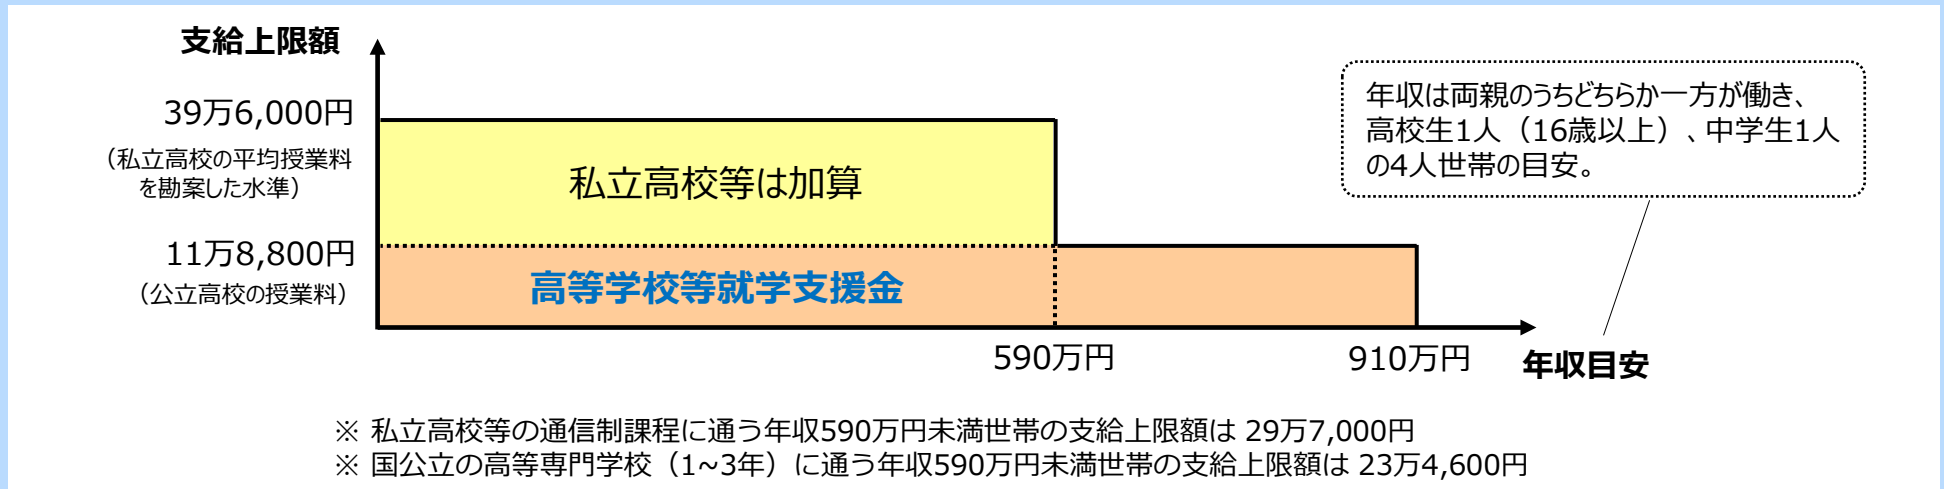 支給上限額
39万6,000円
（私立高校の平均授業料
を勘案した水準）
私立高校等は加算
11万8,800円
（公立高校の授業料）
高等学校等就学支援金
590万円
910万円
年収目安
年収は両親のうちどちらか一方が働き、
高校生1人（16歳以上）、中学生1人
の4人世帯の目安。
※ 私立高校等の通信制課程に通う年収590万円未満世帯の支給上限額は 29万7,000円
※ 国公立の高等専門学校（1~3年）に通う年収590万円未満世帯の支給上限額は 23万4,600円